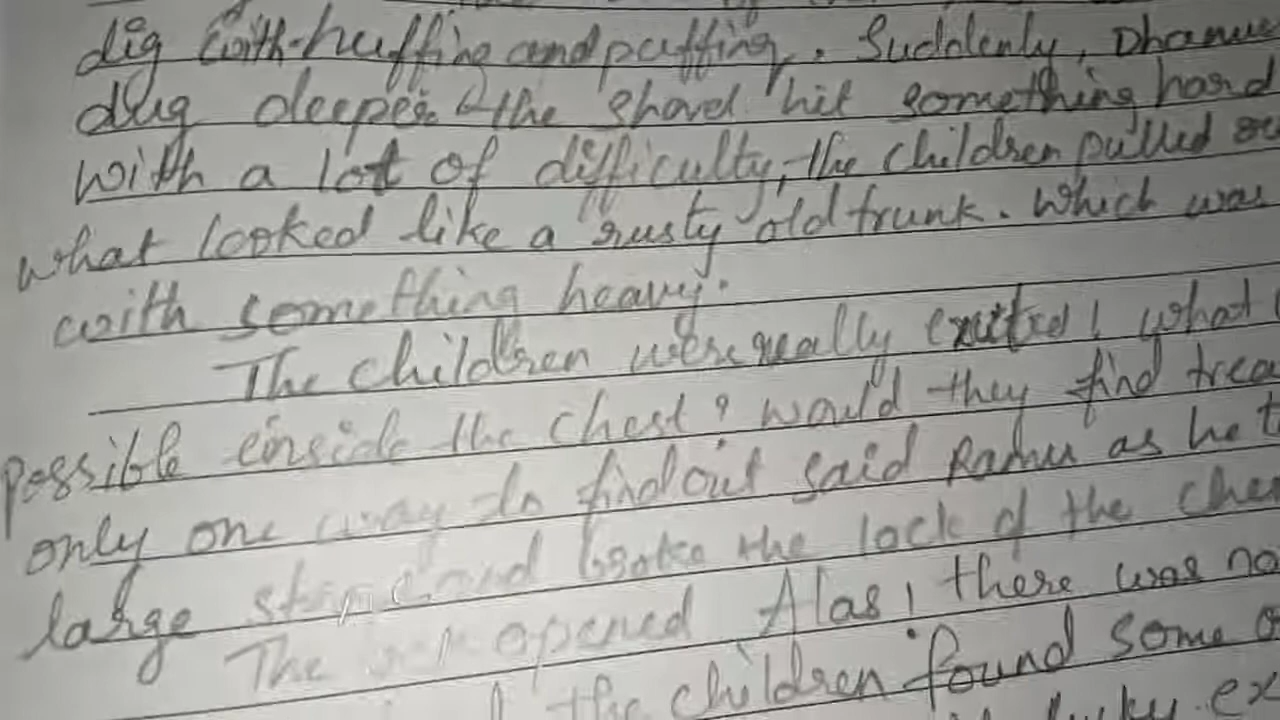 dig with huffing and puffing. Suddenly, Dhanu
dug deeper the shovel hit something hard
with a lot of difficulty, the children pulled
what looked like a rusty old trunk. Which was
with something heavy.
The children were really excited! what
possible inside the chest? would they find
only one way to find out said Ramu as he
large stone and broke the lock of the
The opened Alas, there was
the children found some